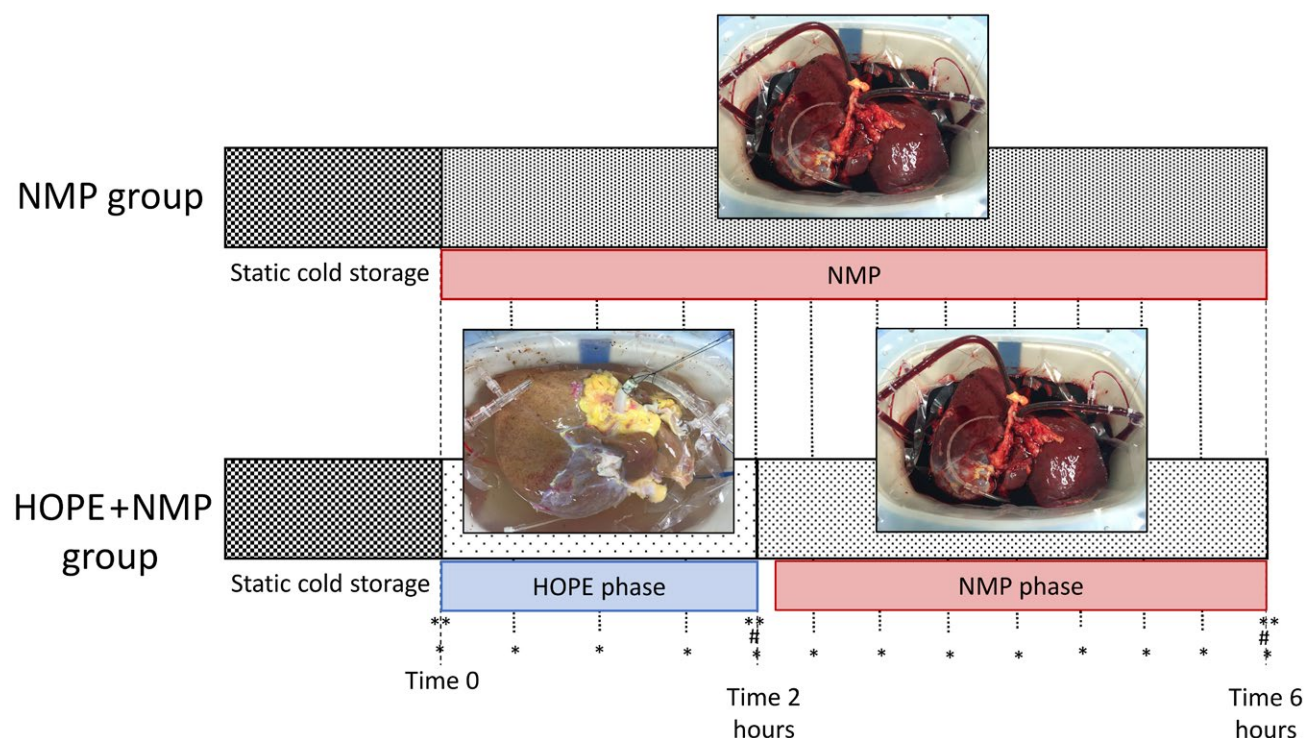 NMP group
Static cold storage
NMP
HOPE+NMP
group
Static cold storage
HOPE phase
NMP phase
** ** **
# #
* * * * * * * * * * * * *
Time 0
Time 2
hours
Time 6
hours